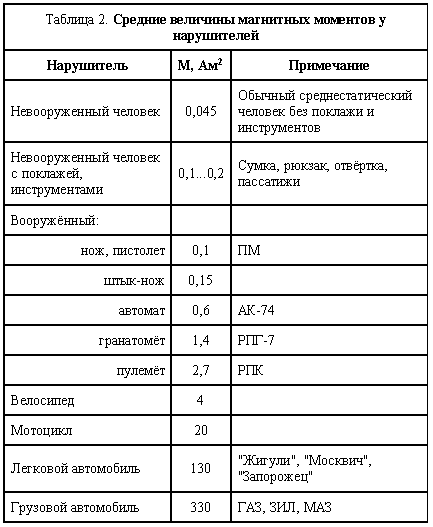 Таблица 2. Средние величины магнитных моментов у
нарушителей
Нарушитель М, Ам² Примечание
Невооруженный человек 0,045 Обычный среднестатический
человек без поклажи и
инструментов
Невооруженный человек
с поклажей,
инструментами 0,1...0,2 Сумка, рюкзак, отвёртка,
пассатижи
Вооружённый:
нож, пистолет 0,1 ПМ
штык-нож 0,15
автомат 0,6 АК-74
гранатомёт 1,4 РПГ-7
пулемёт 2,7 РПК
Велосипед 4
Мотоцикл 20
Легковой автомобиль 130 "Жигули", "Москвич",
"Запорожец"
Грузовой автомобиль 330 ГАЗ, ЗИЛ, МАЗ